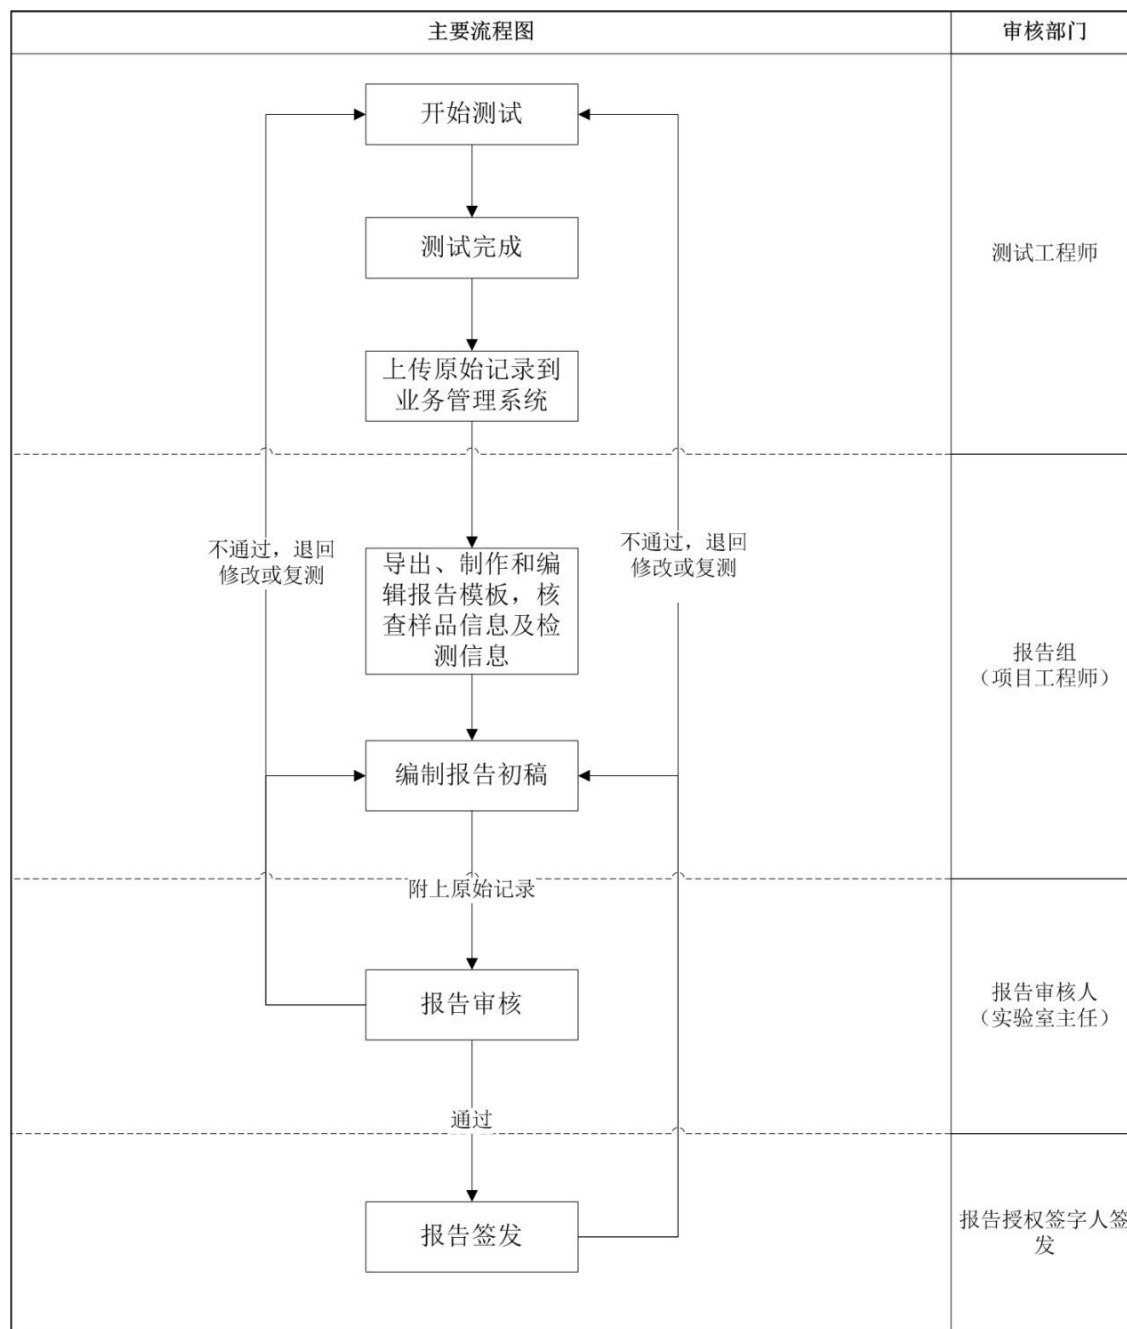 主要流程图
审核部门
开始测试
测试完成
测试工程师
上传原始记录到
业务管理系统
不通过，退回
修改或复测
不通过，退回
修改或复测
导出、制作和编
辑报告模板，核
查样品信息及检
测信息
报告组
（项目工程师）
编制报告初稿
附上原始记录
报告审核
报告审核人
（实验室主任）
通过
报告签发
报告授权签字人签
发